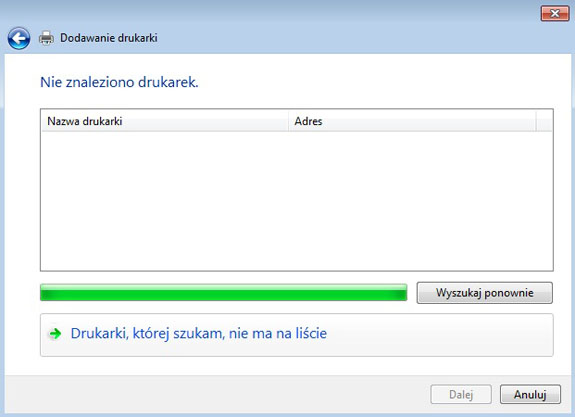 Dodawanie drukarki
Nie znaleziono drukarek.
Nazwa drukarki Adres
Wyszukaj ponownie
Drukarki, której szukam, nie ma na liście
Dalej Anuluj